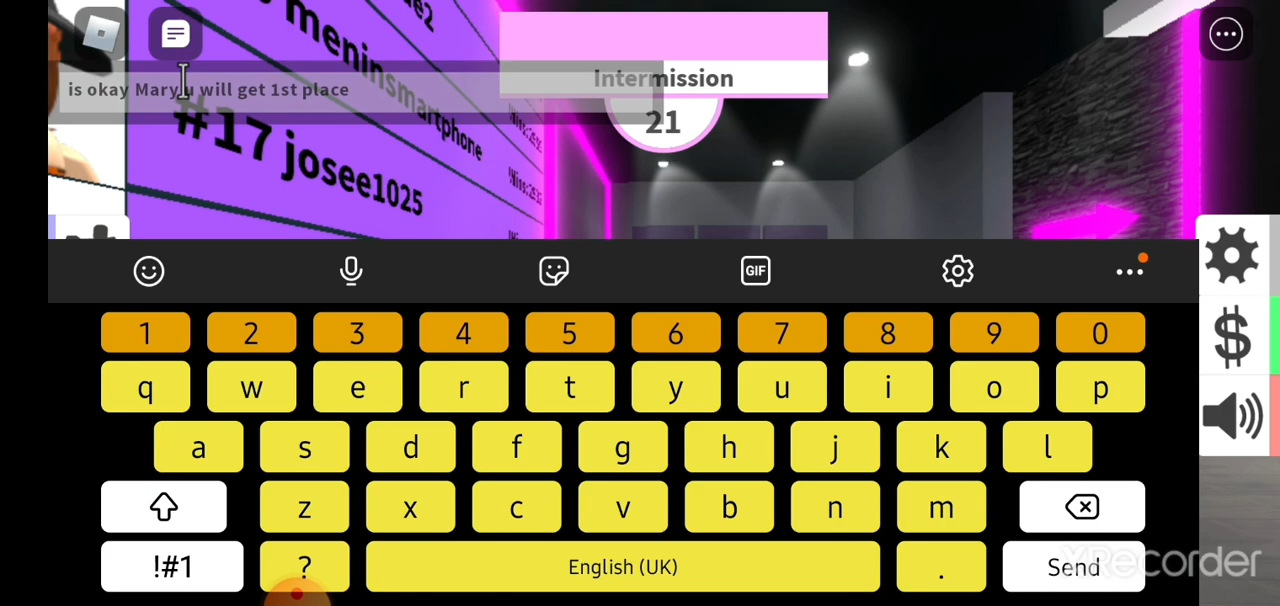 meninsmartphone
#17 josee1025
Intermission
21
is okay Mary u will get 1st place
GIF
1 2 3 4 5 6 7 8 9 0
q w e r t y u i o p
a s d f g h j k l
z x c v b n m
!#1 ? English (UK) . Send
XRecorder